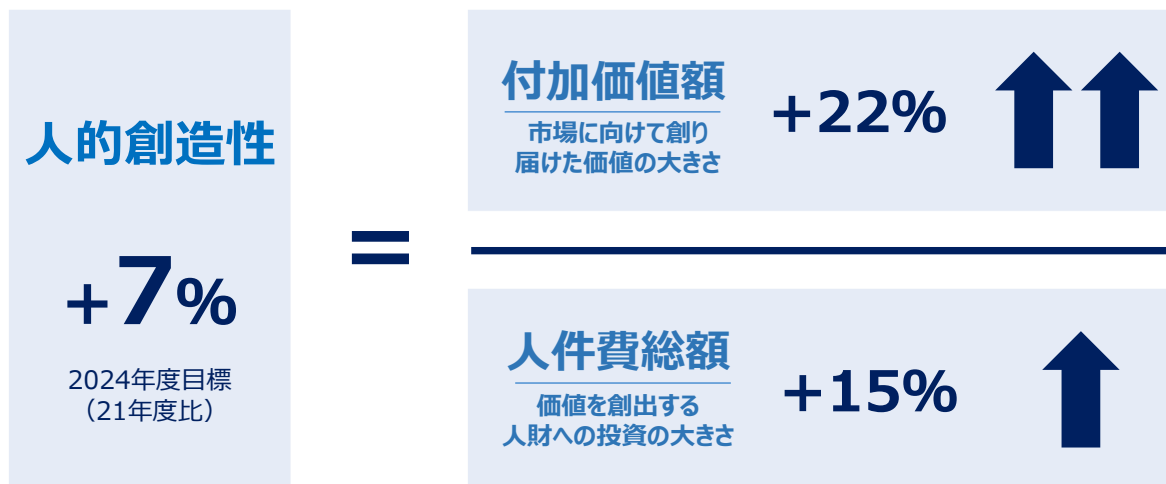 人的創造性
+7%
2024年度目標
（21年度比）
=
付加価値額
市場に向けて創り
届けた価値の大きさ
+22%
人件費総額
価値を創出する
人財への投資の大きさ
+15%